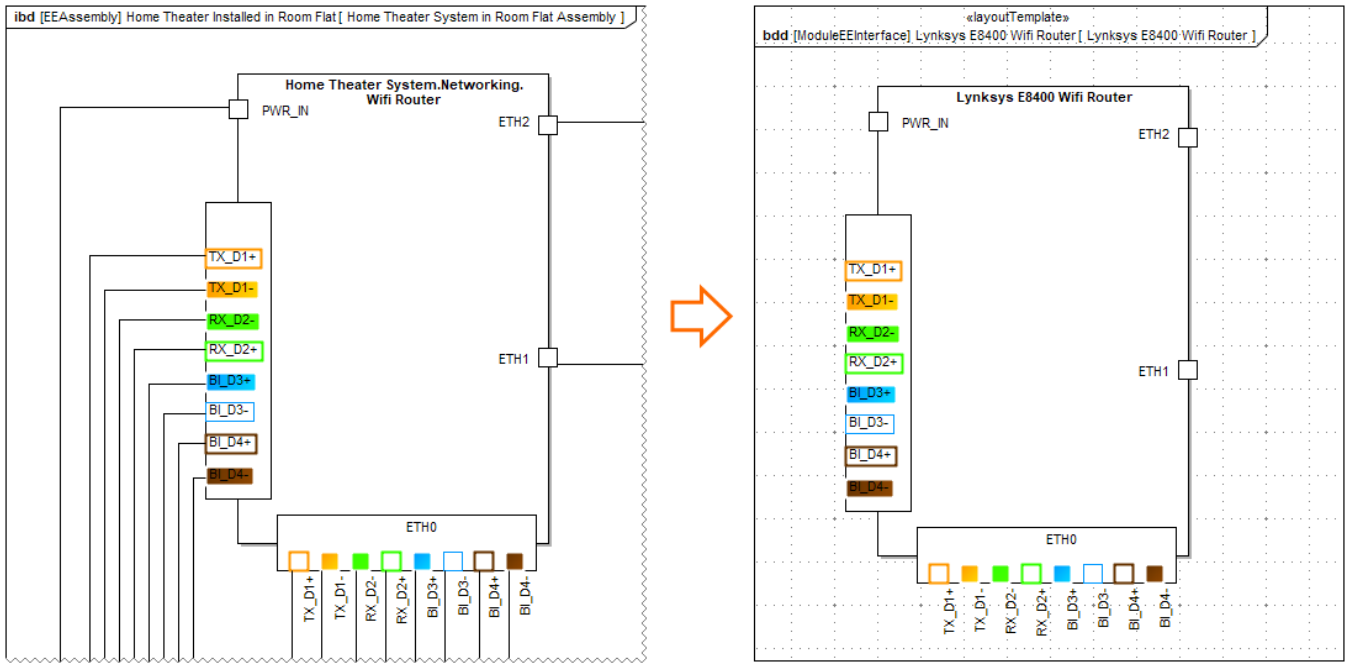 ibd [EEAssembly] Home Theater Installed in Room Flat [ Home Theater System in Room Flat Assembly ]
Home Theater System.Networking.
Wifi Router
PWR_IN
ETH2
TX_D1+
TX_D1-
RX_D2-
RX_D2+
ETH1
BI_D3+
BI_D3-
BI_D4+
BI_D4-
ETH0
TX_D1+
TX_D1-
RX_D2-
RX_D2+
BI_D3+
BI_D3-
BI_D4+
BI_D4-
«layoutTemplate»
bdd [ModuleEEInterface] Lynksys E8400 Wifi Router [ Lynksys E8400 Wifi Router ]
Lynksys E8400 Wifi Router
PWR_IN
ETH2
TX_D1+
TX_D1-
RX_D2-
RX_D2+
ETH1
BI_D3+
BI_D3-
BI_D4+
BI_D4-
ETH0
TX_D1+
TX_D1-
RX_D2-
RX_D2+
BI_D3+
BI_D3-
BI_D4+
BI_D4-